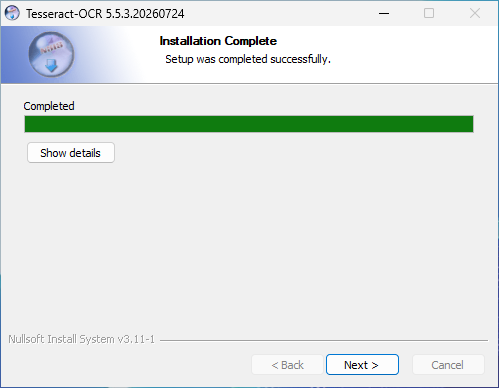 Tesseract-OCR 5.5.3.20260724
Installation Complete
Setup was completed successfully.
Completed
Show details
Nullsoft Install System v3.11-1
< Back
Next >
Cancel